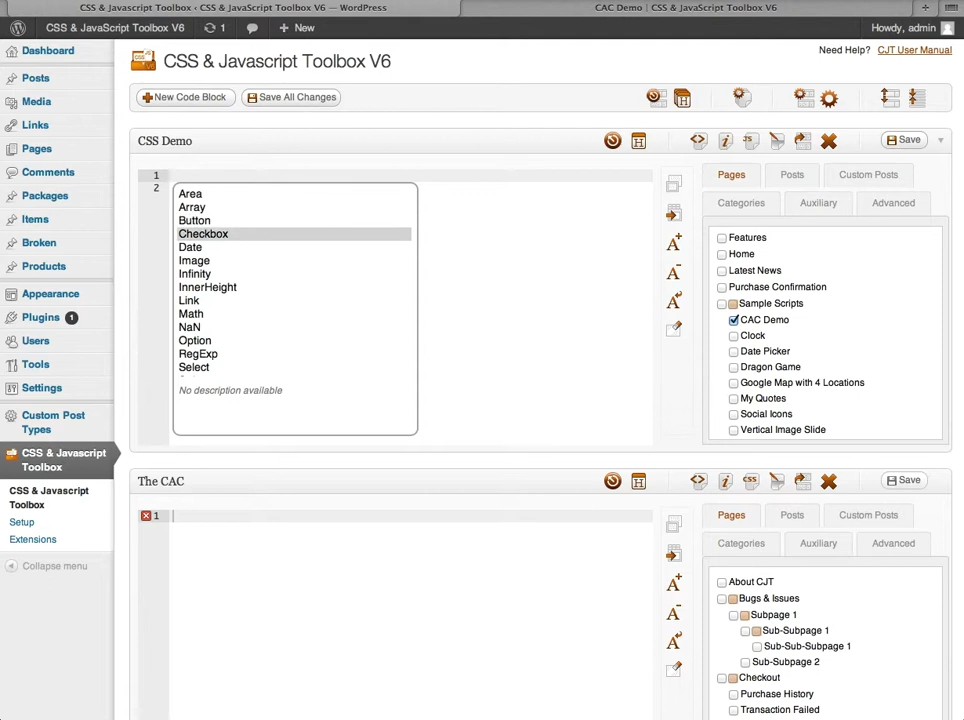 CSS & Javascript Toolbox ‹ CSS & Javascript Toolbox V6 — WordPress
CAC Demo | CSS & JavaScript Toolbox V6
CSS & JavaScript Toolbox V6
1
New
Howdy, admin
Dashboard
Posts
Media
Links
Pages
Comments
Packages
Items
Broken
Products
Appearance
Plugins 1
Users
Tools
Settings
Custom Post
Types
CSS & Javascript
Toolbox
CSS & Javascript
Toolbox
Setup
Extensions
Collapse menu
CSS & Javascript Toolbox V6
Need Help? CJT User Manual
New Code Block
Save All Changes
H
CSS Demo
H
JS
Save
1
2
Area
Array
Button
Checkbox
Date
Image
Infinity
InnerHeight
Link
Math
NaN
Option
RegExp
Select
No description available
A+
A-
A
Pages
Posts
Custom Posts
Categories
Auxiliary
Advanced
Features
Home
Latest News
Purchase Confirmation
Sample Scripts
CAC Demo
Clock
Date Picker
Dragon Game
Google Map with 4 Locations
My Quotes
Social Icons
Vertical Image Slide
The CAC
H
CSS
Save
1
A+
A-
A
Pages
Posts
Custom Posts
Categories
Auxiliary
Advanced
About CJT
Bugs & Issues
Subpage 1
Sub-Subpage 1
Sub-Sub-Subpage 1
Sub-Subpage 2
Checkout
Purchase History
Transaction Failed